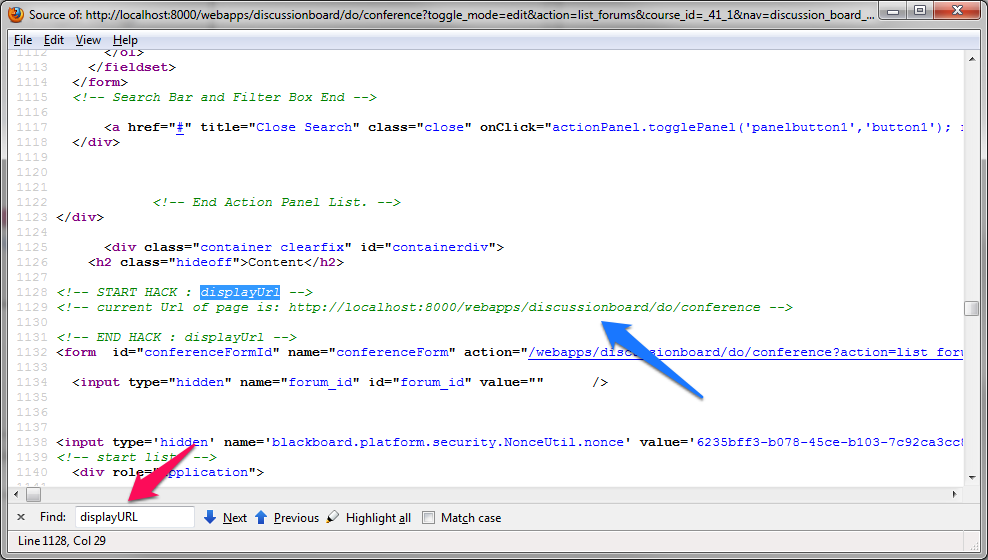 Source of: http://localhost:8000/webapps/discussionboard/do/conference?toggle_mode=edit&action=list_forums&course_id=_41_1&nav=discussion_board_...
File Edit View Help
1112 </ol>
1113 </fieldset>
1114 </form>
1115 <!-- Search Bar and Filter Box End -->
1116
1117 <a href="#" title="Close Search" class="close" onClick="actionPanel.togglePanel('panelbutton1','button1');
1118 </div>
1119
1120
1121
1122 <!-- End Action Panel List. -->
1123 </div>
1124
1125 <div class="container clearfix" id="containerdiv">
1126 <h2 class="hideoff">Content</h2>
1127
1128 <!-- START HACK : displayUrl -->
1129 <!-- current Url of page is: http://localhost:8000/webapps/discussionboard/do/conference -->
1130
1131 <!-- END HACK : displayUrl -->
1132 <form id="conferenceFormId" name="conferenceForm" action="/webapps/discussionboard/do/conference?action=list_foru
1133
1134 <input type="hidden" name="forum_id" id="forum_id" value="" />
1135
1136
1137
1138 <input type='hidden' name='blackboard.platform.security.NonceUtil.nonce' value='6235bff3-b078-45ce-b103-7c92ca3cc8
1139 <!-- start list -->
1140 <div role="application">
1141
× Find: displayURL Next Previous Highlight all Match case
Line 1128, Col 29